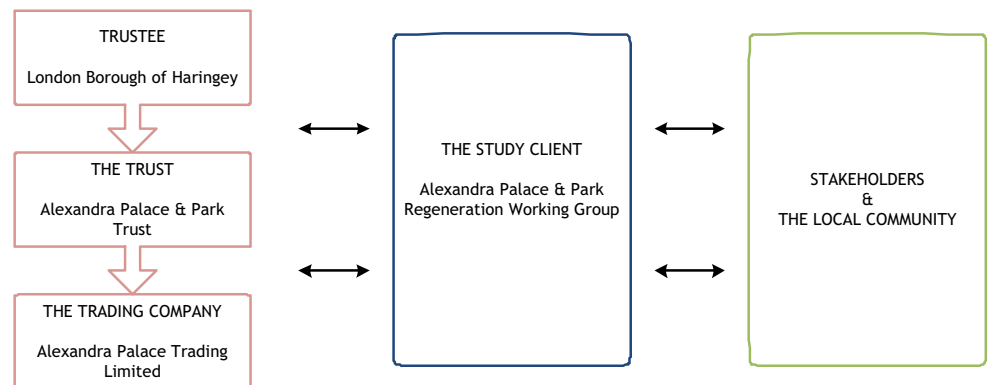 TRUSTEE
London Borough of Haringey
THE TRUST
Alexandra Palace & Park
Trust
THE TRADING COMPANY
Alexandra Palace Trading
Limited
THE STUDY CLIENT
Alexandra Palace & Park
Regeneration Working Group
STAKEHOLDERS
&
THE LOCAL COMMUNITY